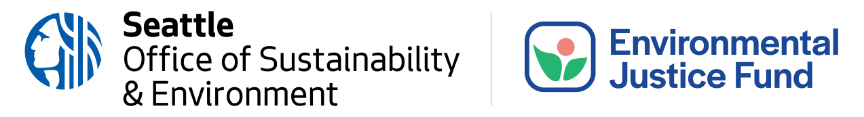 Seattle
Office of Sustainability
& Environment
Environmental
Justice Fund